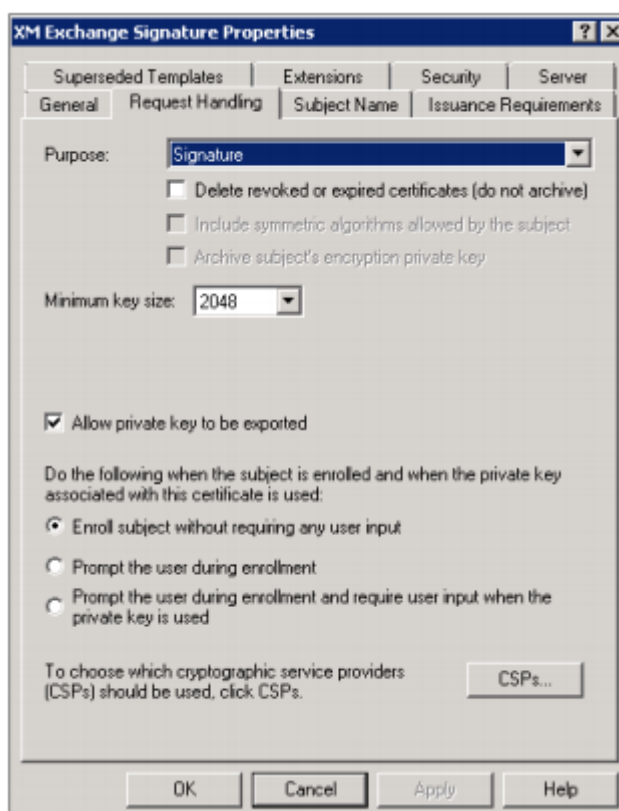 XM Exchange Signature Properties
Superseded Templates Extensions Security Server
General Request Handling Subject Name Issuance Requirements
Purpose: Signature
Delete revoked or expired certificates (do not archive)
Include symmetric algorithms allowed by the subject
Archive subject's encryption private key
Minimum key size: 2048
Allow private key to be exported
Do the following when the subject is enrolled and when the private key
associated with this certificate is used:
Enroll subject without requiring any user input
Prompt the user during enrollment
Prompt the user during enrollment and require user input when the
private key is used
To choose which cryptographic service providers
(CSPs) should be used, click CSPs.
CSPs...
OK Cancel Apply Help